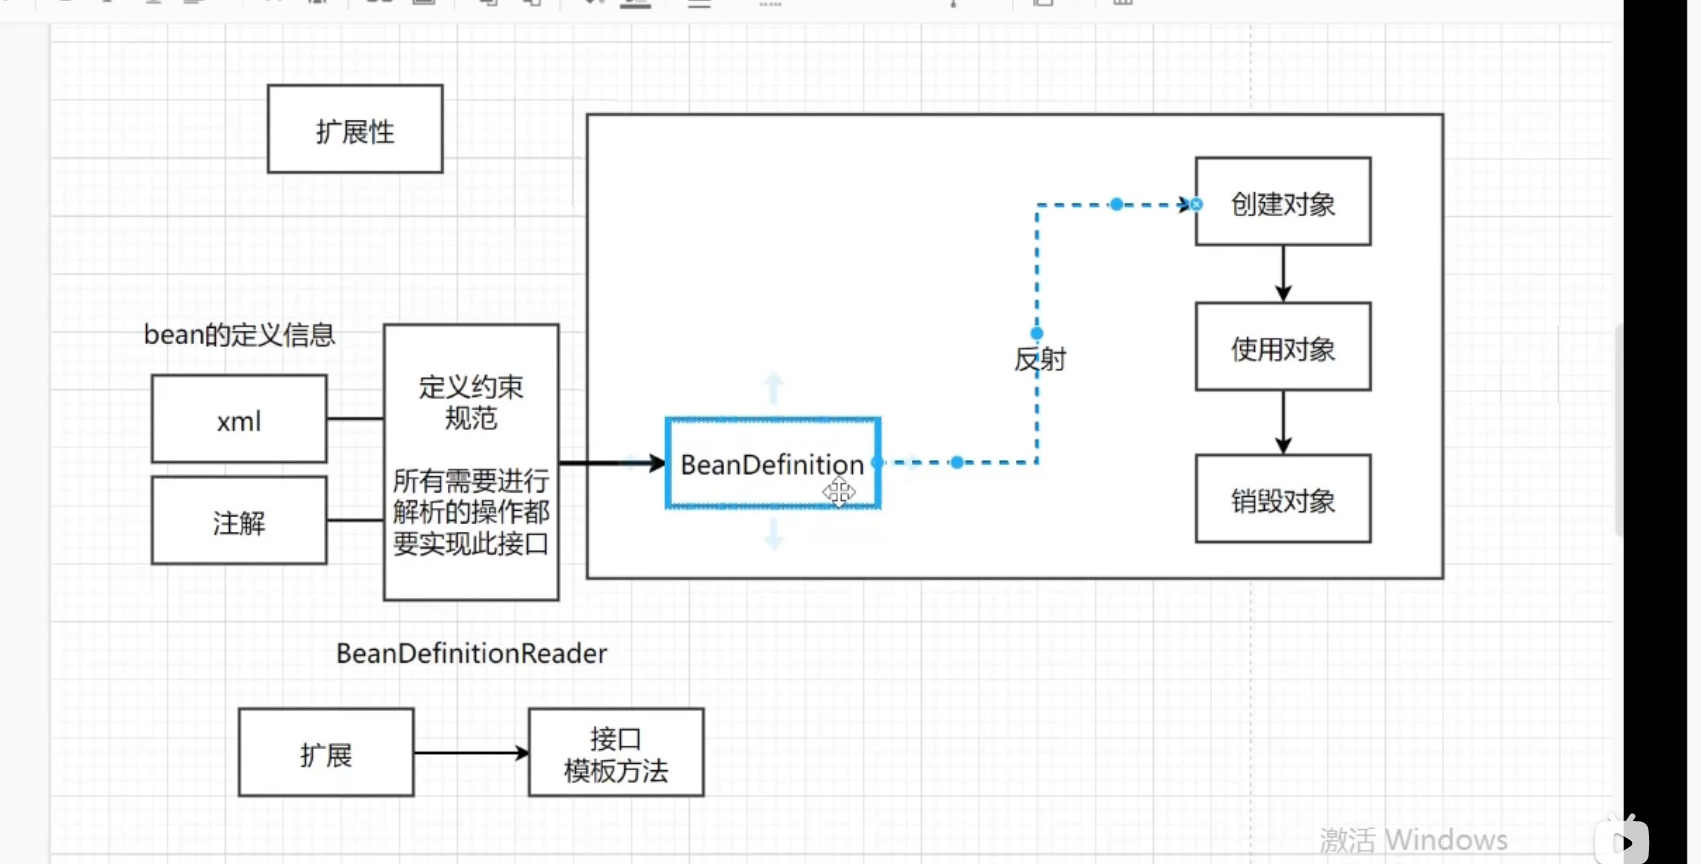 扩展性
创建对象
bean的定义信息
定义约束
规范
使用对象
反射
xml
BeanDefinition
所有需要进行
解析的操作都
要实现此接口
注解
销毁对象
BeanDefinitionReader
扩展
接口
模板方法
激活 Windows